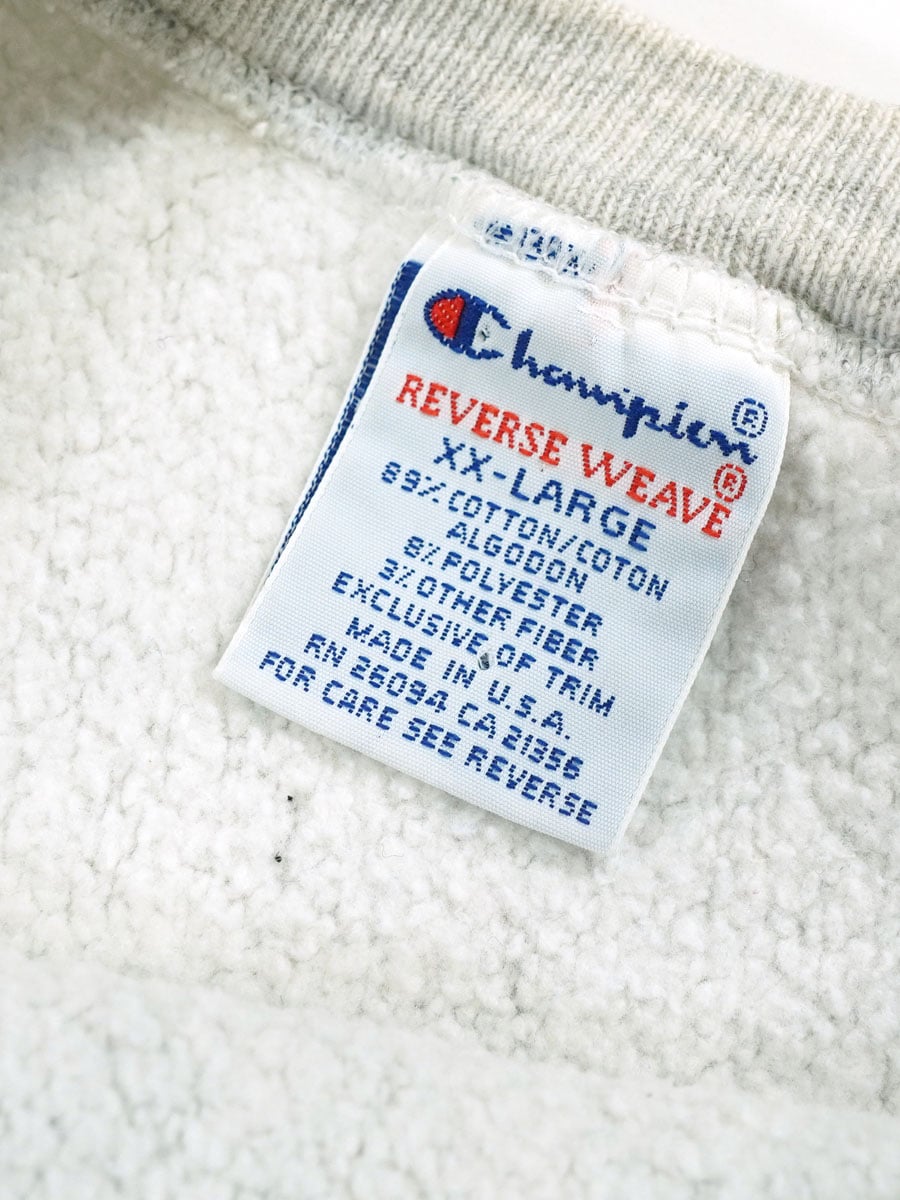 Champion®
REVERSE WEAVE®
XX-LARGE
89% COTTON/COTON
ALGODON
8% POLYESTER
3% OTHER FIBER
EXCLUSIVE OF TRIM
MADE IN U.S.A.
RN 26094 CA 21356
FOR CARE SEE REVERSE